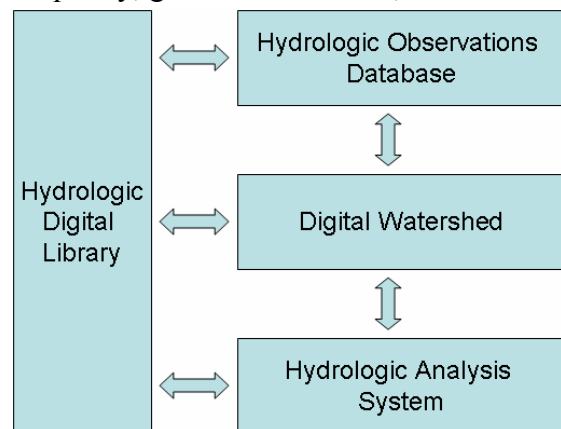 Hydrologic Observations
Database
Hydrologic
Digital
Library
Digital Watershed
Hydrologic Analysis
System